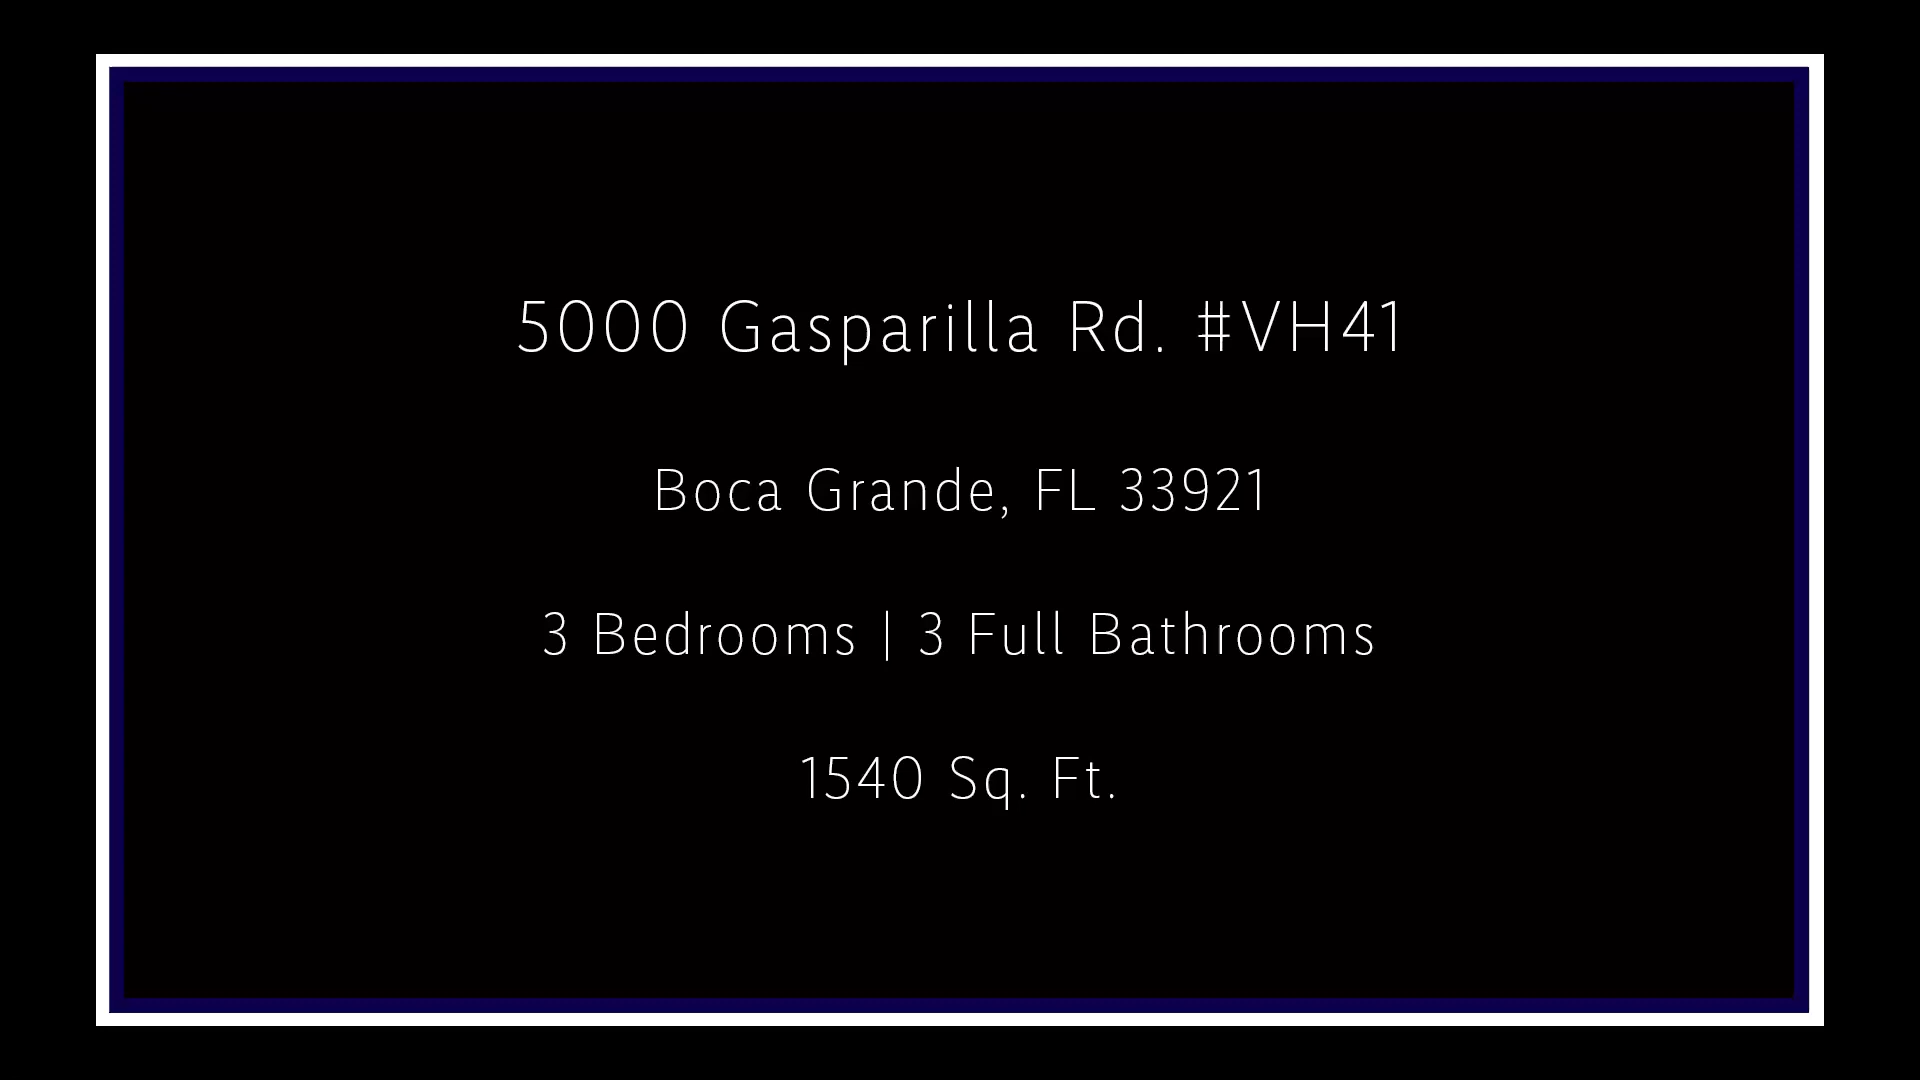 5000 Gasparilla Rd. #VH41
Boca Grande, FL 33921
3 Bedrooms | 3 Full Bathrooms
1540 Sq. Ft.